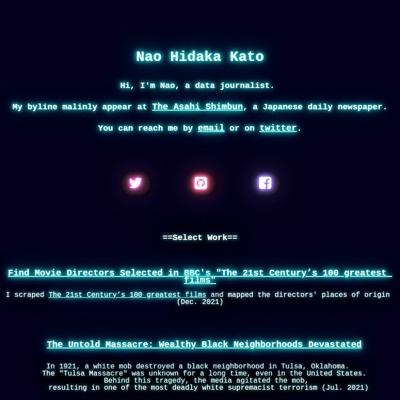 Nao Hidaka Kato
Hi, I'm Nao, a data journalist.
My byline malinly appear at The Asahi Shimbun, a Japanese daily newspaper.
You can reach me by email or on twitter.
==Select Work==
Find Movie Directors Selected in BBC's "The 21st Century’s 100 greatest
films"
I scraped The 21st Century’s 100 greatest films and mapped the directors' places of origin
(Dec. 2021)
The Untold Massacre: Wealthy Black Neighborhoods Devastated
In 1921, a white mob destroyed a black neighborhood in Tulsa, Oklahoma.
The "Tulsa Massacre" was unknown for a long time, even in the United States.
Behind this tragedy, the media agitated the mob,
resulting in one of the most deadly white supremacist terrorism (Jul. 2021)